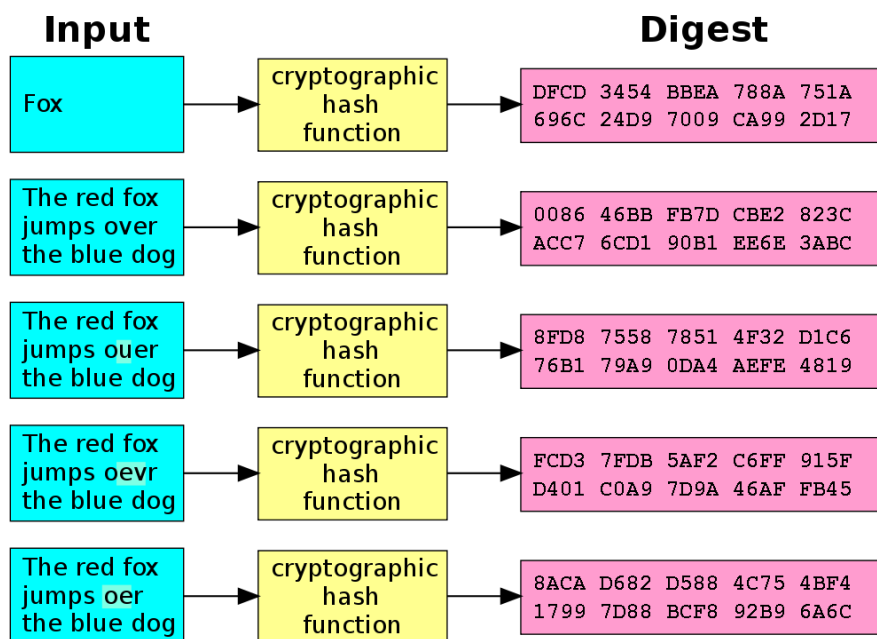 Input
Digest
Fox
cryptographic
hash
function
DFCD 3454 BBEA 788A 751A
696C 24D9 7009 CA99 2D17
The red fox
jumps over
the blue dog
cryptographic
hash
function
0086 46BB FB7D CBE2 823C
ACC7 6CD1 90B1 EE6E 3ABC
The red fox
jumps ouer
the blue dog
cryptographic
hash
function
8FD8 7558 7851 4F32 D1C6
76B1 79A9 0DA4 AEFE 4819
The red fox
jumps oevr
the blue dog
cryptographic
hash
function
FCD3 7FDB 5AF2 C6FF 915F
D401 C0A9 7D9A 46AF FB45
The red fox
jumps oer
the blue dog
cryptographic
hash
function
8ACA D682 D588 4C75 4BF4
1799 7D88 BCF8 92B9 6A6C